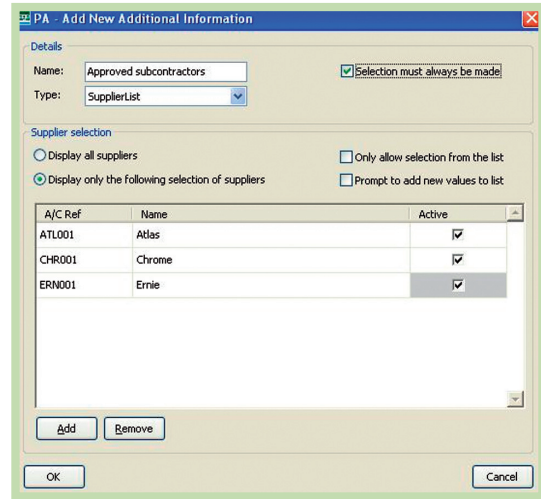 PA - Add New Additional Information
Details
Name: Approved subcontractors
Selection must always be made
Type: SupplierList
Supplier selection
Display all suppliers
Only allow selection from the list
Display only the following selection of suppliers
Prompt to add new values to list
A/C Ref Name Active
ATL001 Atlas
CHR001 Chrome
ERN001 Ernie
Add Remove
OK Cancel